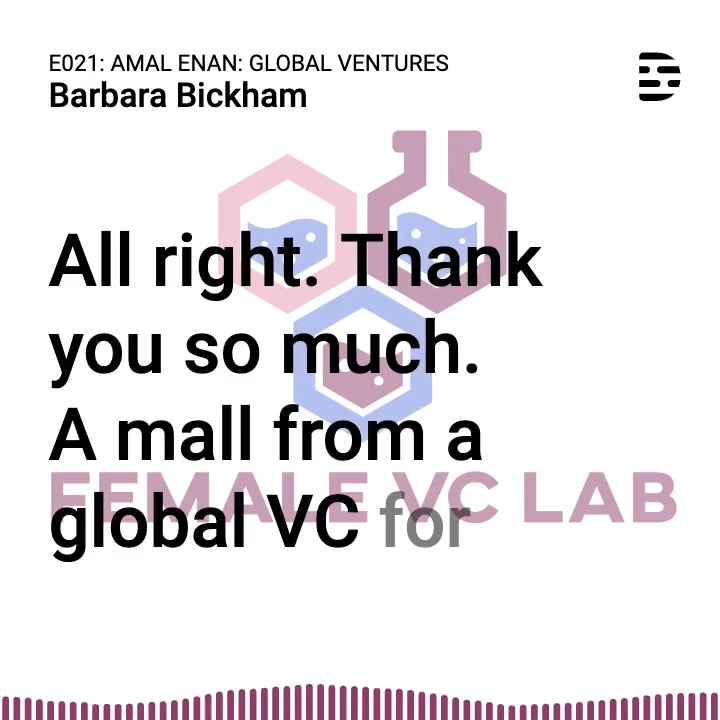 E021: AMAL ENAN: GLOBAL VENTURES
Barbara Bickham
All right. Thank
you so much.
A mall from a
global VC for
FEMALE VC LAB